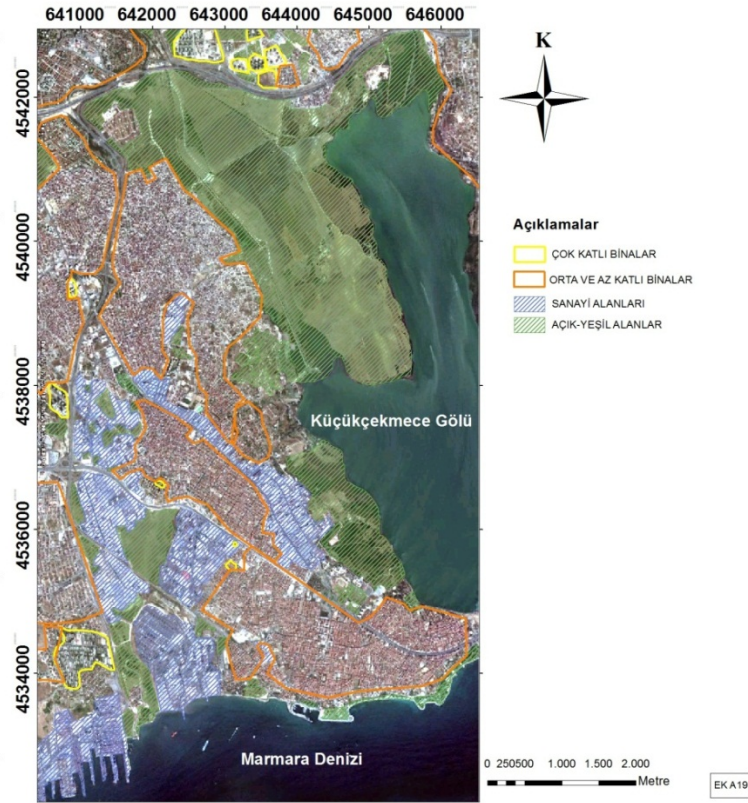 641000 642000 643000 644000 645000 646000
4542000
4540000
4538000
4536000
4534000
K
Açıklamalar
ÇOK KATLI BİNALAR
ORTA VE AZ KATLI BİNALAR
SANAYİ ALANLARI
AÇIK-YEŞİL ALANLAR
Küçükçekmece Gölü
Marmara Denizi
0 250500 1.000 1.500 2.000
Metre
EK A19